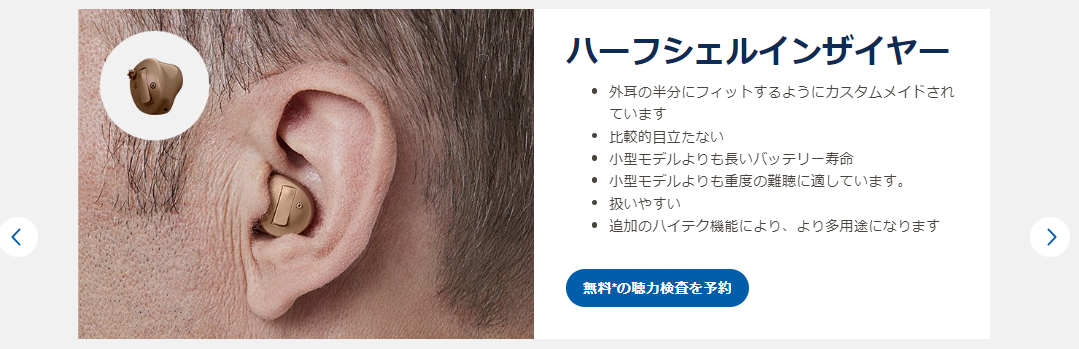 ハーフシェルインザイヤー
外耳の半分にフィットするようにカスタムメイドされ
ています
比較的目立たない
小型モデルよりも長いバッテリー寿命
小型モデルよりも重度の難聴に適しています。
扱いやすい
追加のハイテク機能により、より多用途になります
無料*の聴力検査を予約